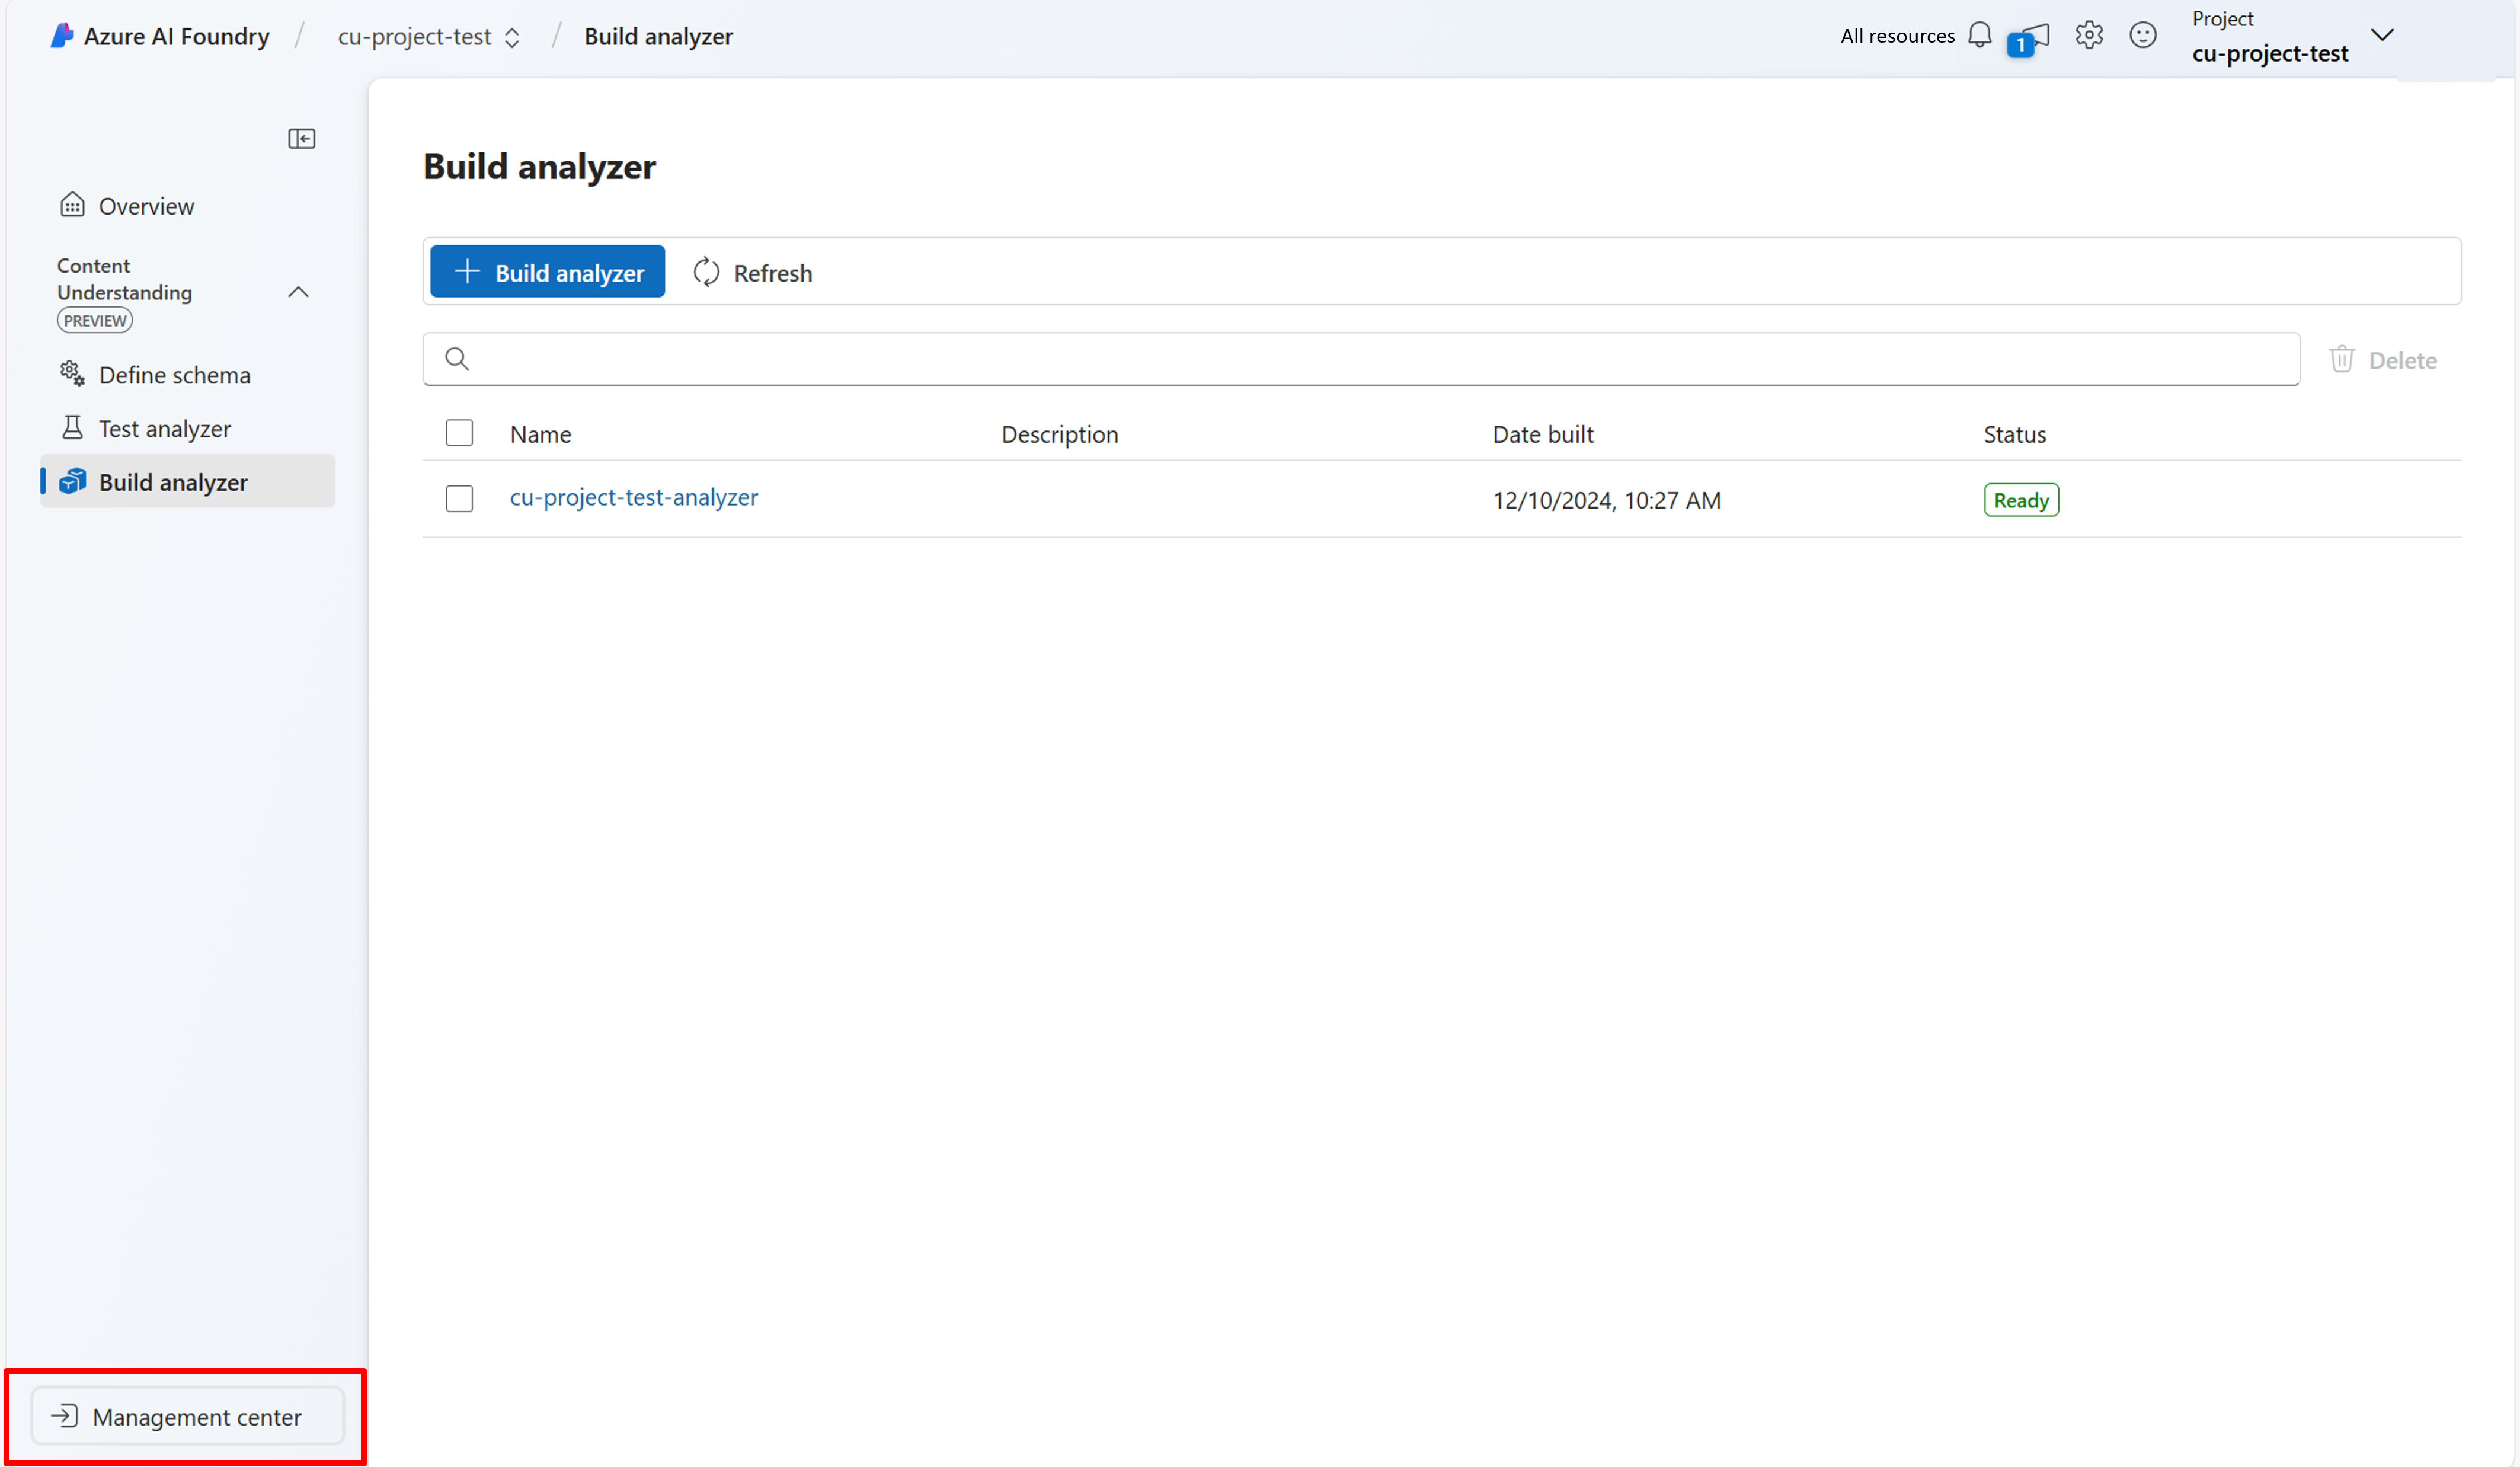 Azure AI Foundry / cu-project-test / Build analyzer
All resources
1
Project
cu-project-test
Overview
Content
Understanding
PREVIEW
Define schema
Test analyzer
Build analyzer
Management center
Build analyzer
Build analyzer Refresh
Delete
Name Description Date built Status
cu-project-test-analyzer 12/10/2024, 10:27 AM Ready